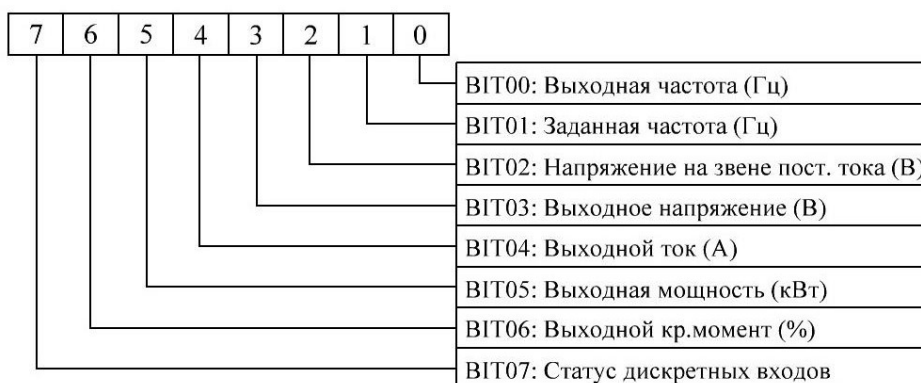 7 6 5 4 3 2 1 0
BIT00: Выходная частота (Гц)
BIT01: Заданная частота (Гц)
BIT02: Напряжение на звене пост. тока (В)
BIT03: Выходное напряжение (В)
BIT04: Выходной ток (А)
BIT05: Выходная мощность (кВт)
BIT06: Выходной кр.момент (%)
BIT07: Статус дискретных входов